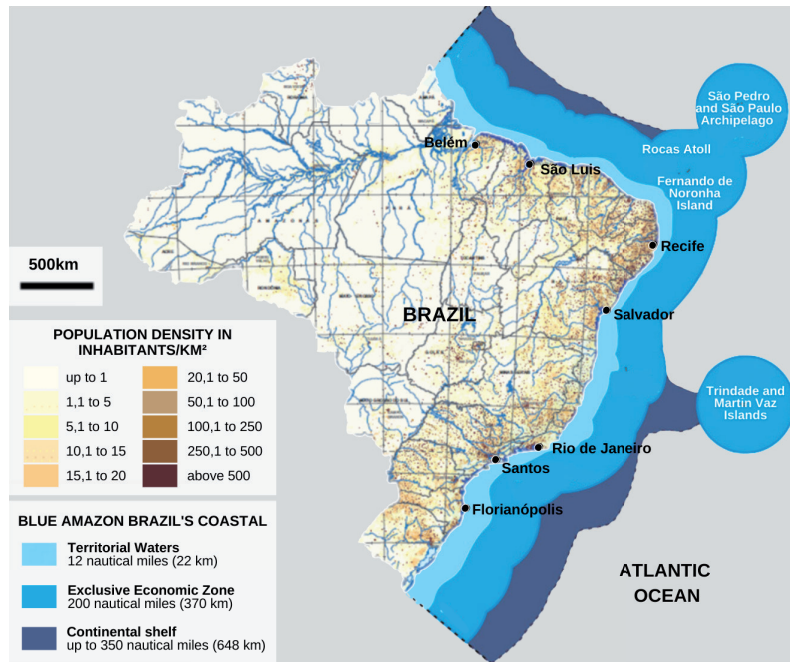 São Pedro
and São Paulo
Archipelago
Belém
Rocas Atoll
São Luis
Fernando de
Noronha
Island
Recife
500km
BRAZIL
Salvador
POPULATION DENSITY IN
INHABITANTS/KM²
up to 1
20,1 to 50
1,1 to 5
50,1 to 100
5,1 to 10
100,1 to 250
10,1 to 15
250,1 to 500
15,1 to 20
above 500
Trindade and
Martin Vaz
Islands
Rio de Janeiro
Santos
Florianópolis
BLUE AMAZON BRAZIL'S COASTAL
Territorial Waters
12 nautical miles (22 km)
Exclusive Economic Zone
200 nautical miles (370 km)
Continental shelf
up to 350 nautical miles (648 km)
ATLANTIC
OCEAN